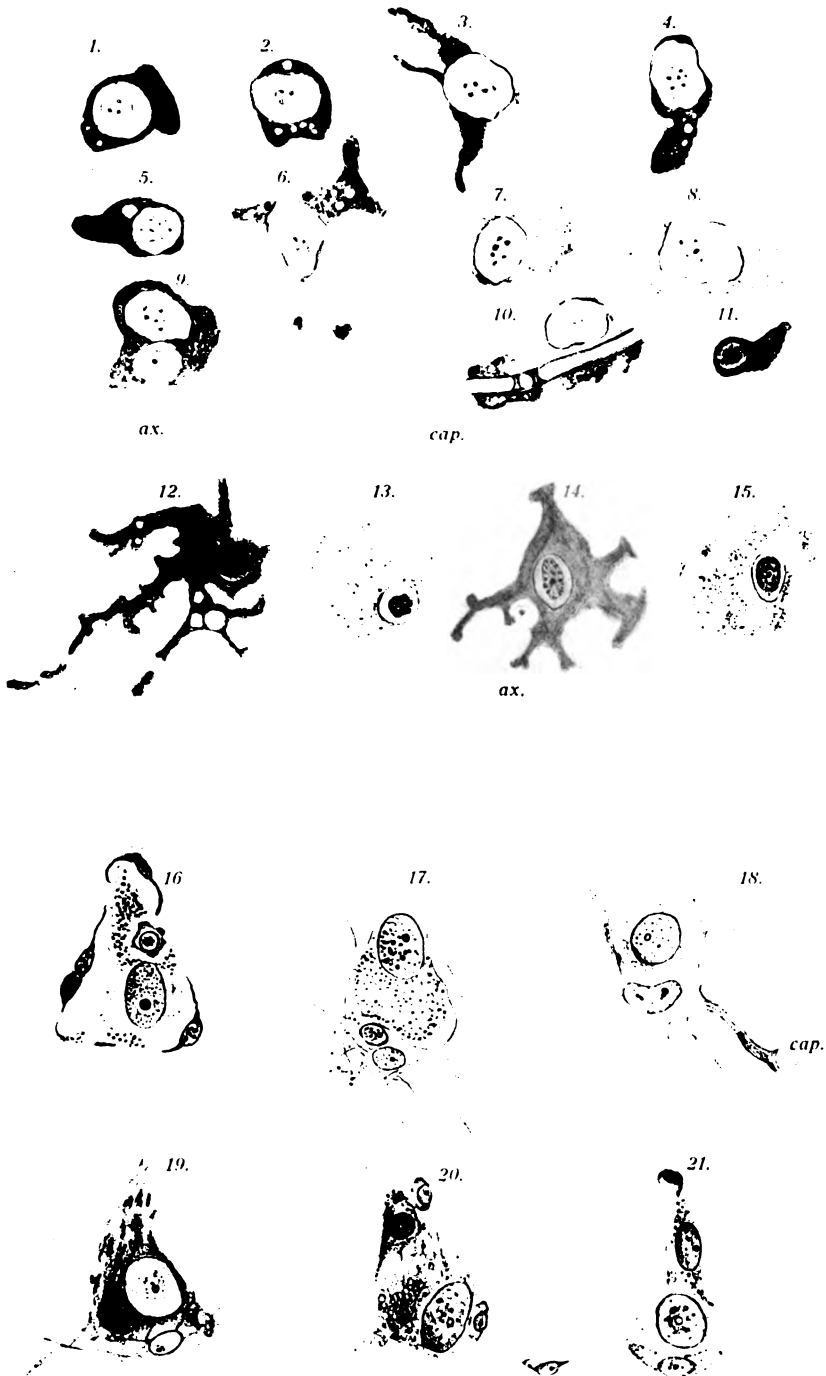 1. 2. 3. 4.
5. 6. 7. 8.
9. 10. 11.
ax. cap.
12. 13. 14. 15.
ax.
16 17. 18.
cap.
19. 20. 21.